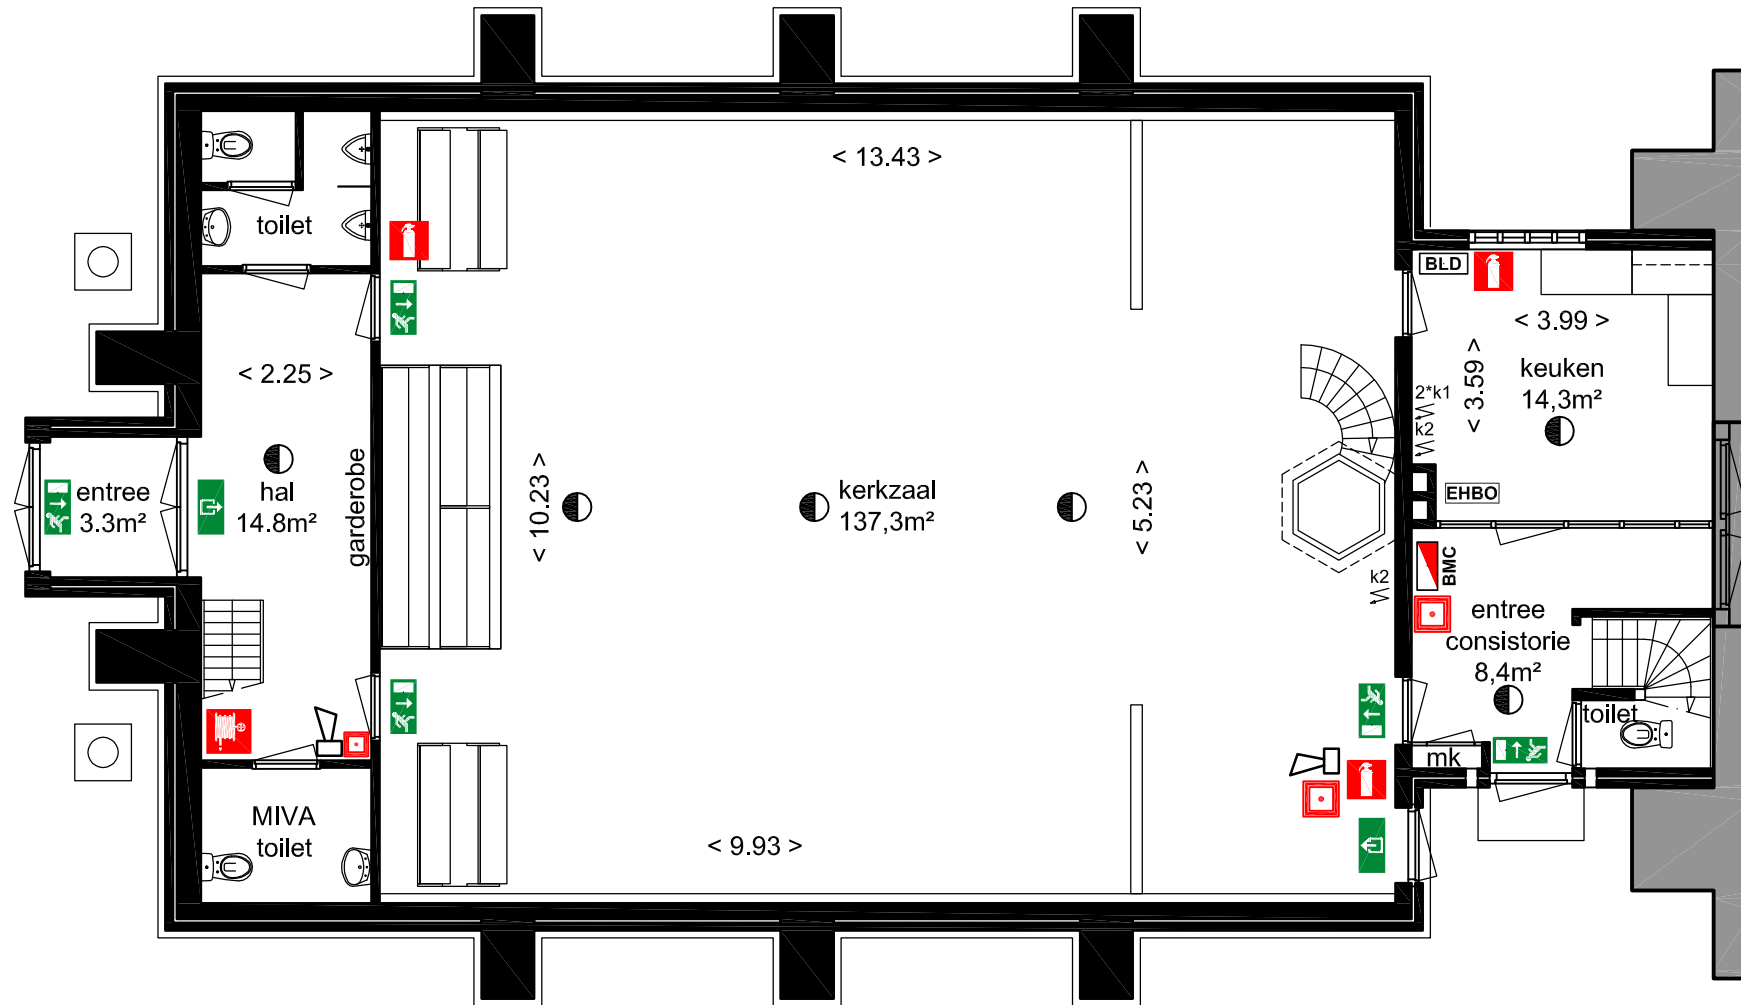 < 13.43 >
toilet
BLD
< 3.99 >
< 3.59 >
keuken
14,3m²
2*k1
k2
< 2.25 >
garderobe
entree
3.3m²
hal
14.8m²
< 10.23 >
kerkzaal
137,3m²
< 5.23 >
EHBO
BMC
k2
entree
consistorie
8,4m²
toilet
mk
MIVA
toilet
< 9.93 >